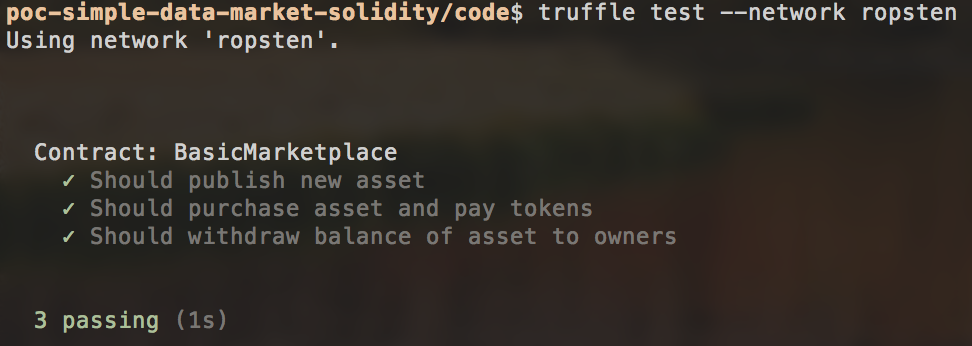 poc-simple-data-market-solidity/code$ truffle test --network ropsten
Using network 'ropsten'.
Contract: BasicMarketplace
✓ Should publish new asset
✓ Should purchase asset and pay tokens
✓ Should withdraw balance of asset to owners
3 passing (1s)